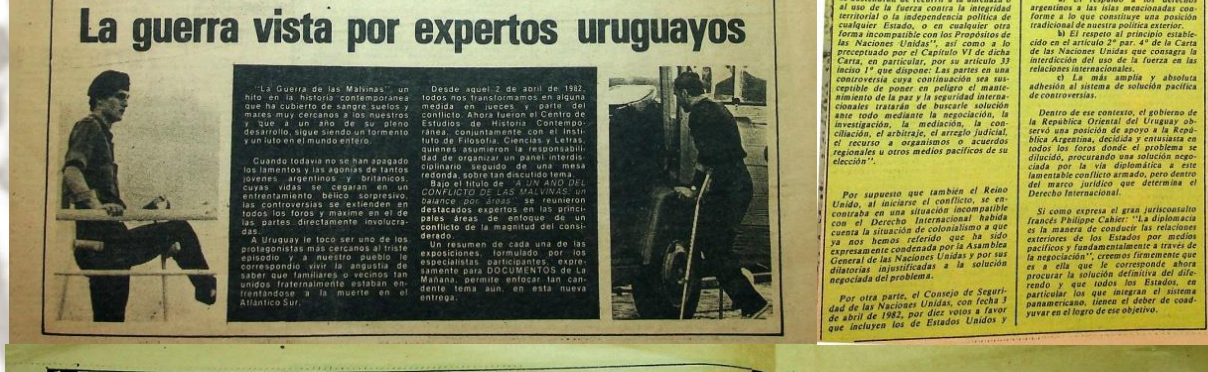 La guerra vista por expertos uruguayos
"La Guerra de las Malvinas", un
hito en la historia contemporánea
que ha cubierto de sangre suelos y
mares muy cercanos a los nuestros
y que a un año de su pleno
desarrollo, sigue siendo un tormento
y un luto en el mundo entero.
Cuando todavía no se han apagado
los lamentos y las agonías de tantos
jóvenes argentinos y británicos,
cuyas vidas se cegaran en un
entrentamiento bélico sorpresivo,
las controversias se extienden en
todos los foros y máxime en el de
las partes directamente involucra-
das.
A Uruguay le tocó ser uno de los
protagonistas más cercanos al triste
episodio y a nuestro pueblo le
correspondió vivir la angustia de
saber que familiares o vecinos tan
unidos fraternalmente estaban en-
frentándose a la muerte en el
Atlántico Sur.
Desde aquel 2 de abril de 1982,
todos nos transformamos en alguna
medida en jueces y parte del
conflicto. Ahora fueron el Centro de
Estudios de Historia Contempo-
ránea, conjuntamente con el Insti-
tuto de Filosofía, Ciencias y Letras,
quienes asumieron la responsabili-
dad de organizar un panel interdis-
ciplinario seguido de una mesa
redonda, sobre tan discutido tema.
Bajo el título de "A UN AÑO DEL
CONFLICTO DE LAS MALVINAS: un
balance por áreas" se reunieron
destacados expertos en las princi-
pales áreas de enfoque de un
conflicto de la magnitud del consi-
derado.
Un resumen de cada una de las
exposiciones, formulado por los
especialistas participantes, expre-
samente para DOCUMENTOS de La
Mañana, permite enfocar tan can-
dente tema aún, en esta nueva
entrega.
al uso de la fuerza contra la integridad
territorial o la independencia política de
cualquier Estado, o en cualquier otra
forma incompatible con los Propósitos de
las Naciones Unidas", así como a lo
preceptuado por el Capítulo VI de dicha
Carta, en particular, por su artículo 33
inciso 1º que dispone: Las partes en una
controversia cuya continuación sea sus-
ceptible de poner en peligro el mante-
nimiento de la paz y la seguridad interna-
cionales tratarán de buscarle solución
ante todo mediante la negociación, la
investigación, la mediación, la con-
ciliación, el arbitraje, el arreglo judicial,
el recurso a organismos o acuerdos
regionales u otros medios pacíficos de su
elección".
Por supuesto que también el Reino
Unido, al iniciarse el conflicto, se en-
contraba en una situación incompatible
con el Derecho Internacional habida
cuenta la situación de colonialismo a que
ya nos hemos referido que ha sido
expresamente condenada por la Asamblea
General de las Naciones Unidas y por sus
dilatorias injustificadas a la solución
negociada del problema.
Por otra parte, el Consejo de Seguri-
dad de las Naciones Unidas, con fecha 3
de abril de 1982, por diez votos a favor
que incluyen los de Estados Unidos y
argentinos a las islas mencionadas con-
forme a lo que constituye una posición
tradicional de nuestra política exterior.
b) El respeto al principio estable-
cido en el artículo 2º par. 4º de la Carta
de las Naciones Unidas que consagra la
interdicción del uso de la fuerza en las
relaciones internacionales.
c) La más amplia y absoluta
adhesión al sistema de solución pacífica
de controversias.
Dentro de ese contexto, el gobierno de
la República Oriental del Uruguay ob-
servó una posición de apoyo a la Repú-
blica Argentina, decidida y entusiasta en
todos los foros donde el problema se
dilucidó, procurando una solución nego-
ciada por la vía diplomática a este
lamentable conflicto armado, pero dentro
del marco jurídico que determina el
Derecho Internacional.
Si como expresa el gran jurisconsulto
francés Philippe Cahier: "La diplomacia
es la manera de conducir las relaciones
exteriores de los Estados por medios
pacíficos y fundamentalmente a través de
la negociación", creemos firmemente que
es a ella que le corresponde ahora
procurar la solución definitiva del dife-
rendo y que todos los Estados, en
particular los que integran el sistema
panamericano, tienen el deber de coad-
yuvar en el logro de ese objetivo.